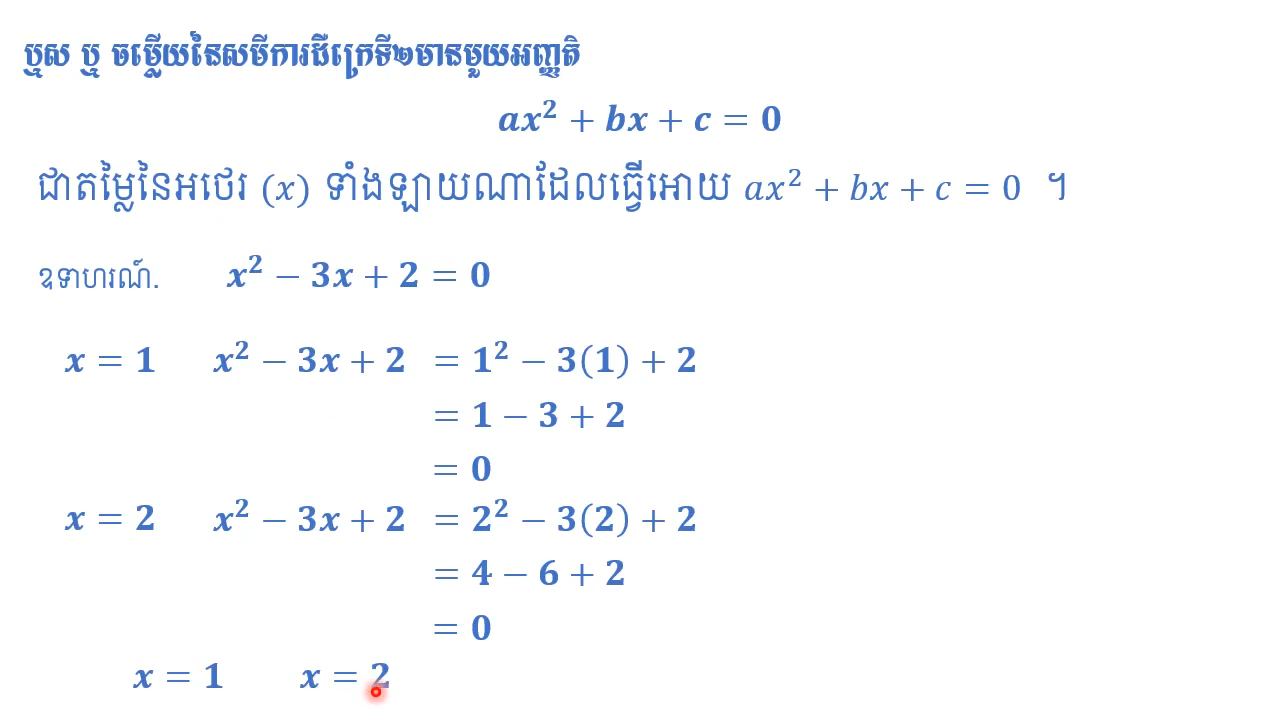 ឬស ឬ ចម្លើយនៃសមីការដឺក្រេទី២មានមួយអញ្ញតិ
ax² + bx + c = 0
ជាតម្លៃនៃអថេរ (x) ទាំងឡាយណាដែលធ្វើអោយ ax² + bx + c = 0 ។
ឧទាហរណ៍. x² − 3x + 2 = 0
x = 1 x² − 3x + 2 = 1² − 3(1) + 2
= 1 − 3 + 2
= 0
x = 2 x² − 3x + 2 = 2² − 3(2) + 2
= 4 − 6 + 2
= 0
x = 1 x = 2